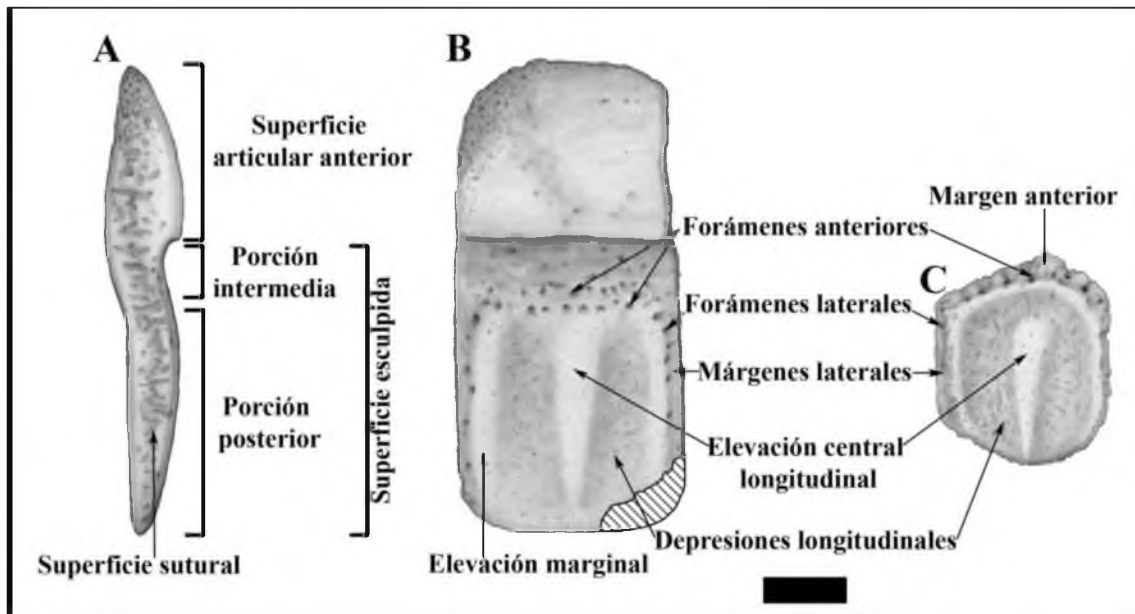 A
Superficie
articular anterior
Porción
intermedia
Porción
posterior
Superficie esculpida
Superficie sutural
B
Margen anterior
Forámenes anteriores
C
Forámenes laterales
Márgenes laterales
Elevación central
longitudinal
Depresiones longitudinales
Elevación marginal